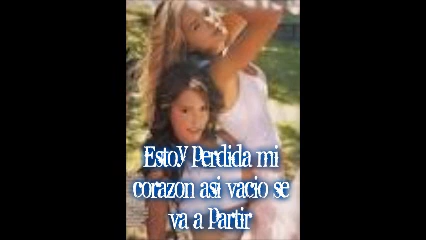 EstoY Perdida mi
corazon asi vacio se
va a Partir